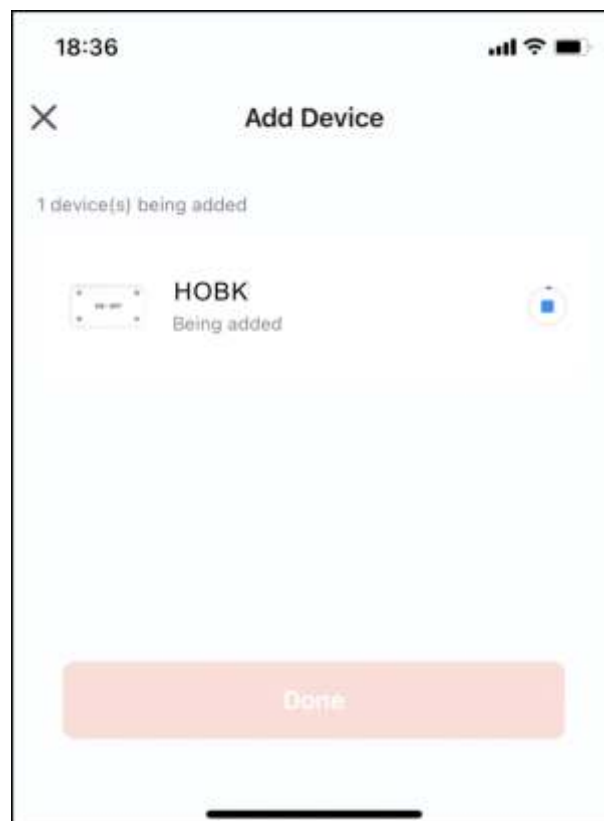 18:36
Add Device
1 device(s) being added
HOBK
Being added
Done